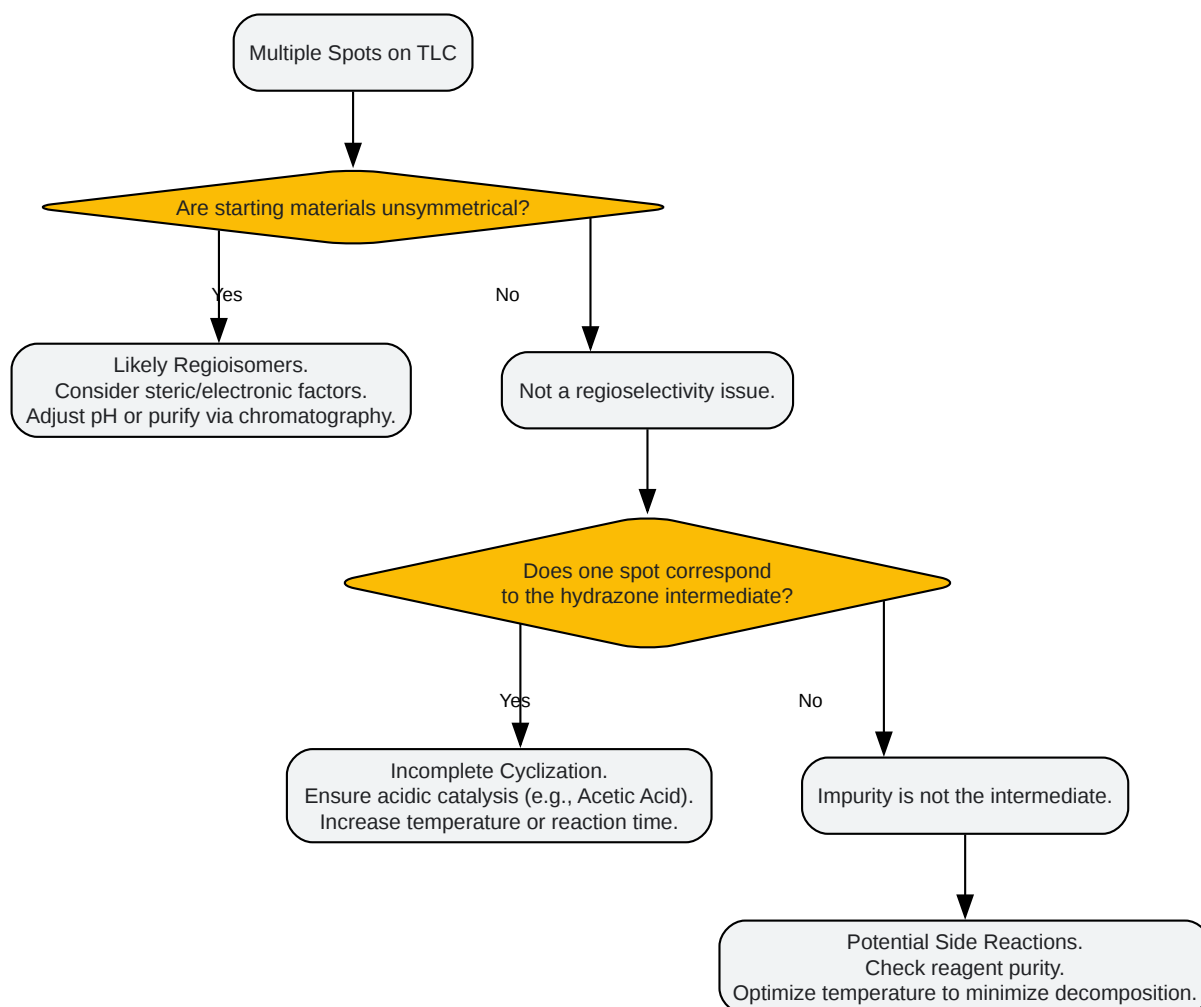 Multiple Spots on TLC
Are starting materials unsymmetrical?
Yes
No
Likely Regioisomers.
Consider steric/electronic factors.
Adjust pH or purify via chromatography.
Not a regioselectivity issue.
Does one spot correspond
to the hydrazone intermediate?
Yes
No
Incomplete Cyclization.
Ensure acidic catalysis (e.g., Acetic Acid).
Increase temperature or reaction time.
Impurity is not the intermediate.
Potential Side Reactions.
Check reagent purity.
Optimize temperature to minimize decomposition.